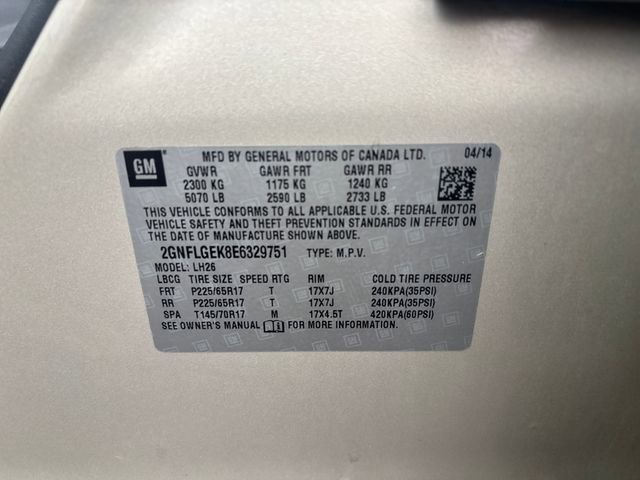 GM MFD BY GENERAL MOTORS OF CANADA LTD. 04/14
GVWR GAWR FRT GAWR RR
2300 KG 1175 KG 1240 KG
5070 LB 2590 LB 2733 LB
THIS VEHICLE CONFORMS TO ALL APPLICABLE U.S. FEDERAL MOTOR
VEHICLE SAFETY AND THEFT PREVENTION STANDARDS IN EFFECT ON
THE DATE OF MANUFACTURE SHOWN ABOVE.
2GNFLGEK8E6329751 TYPE: M.P.V.
MODEL: LH26
LBCG TIRE SIZE SPEED RTG RIM COLD TIRE PRESSURE
FRT P225/65R17 T 17X7J 240KPA(35PSI)
RR P225/65R17 T 17X7J 240KPA(35PSI)
SPA T145/70R17 M 17X4.5T 420KPA(60PSI)
SEE OWNER'S MANUAL FOR MORE INFORMATION.